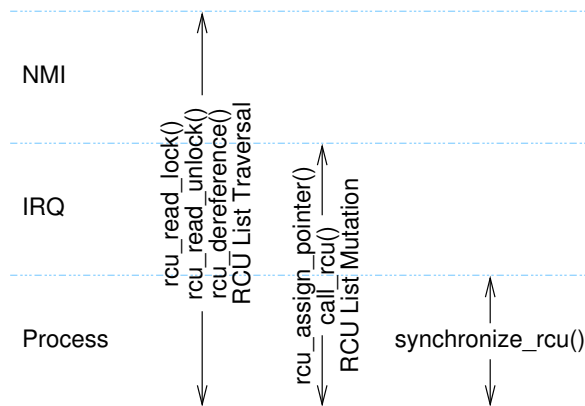 NMI
IRQ
Process
rcu_read_lock()
rcu_read_unlock()
rcu_dereference()
RCU List Traversal
rcu_assign_pointer()
call_rcu()
RCU List Mutation
synchronize_rcu()